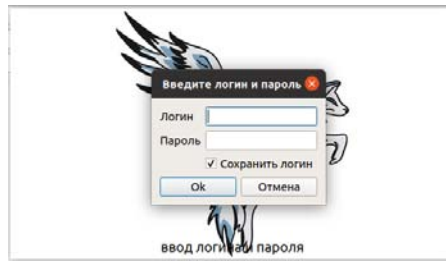 Введите логин и пароль
Логин
Пароль
Сохранить логин
Ok
Отмена
ввод логина и пароля